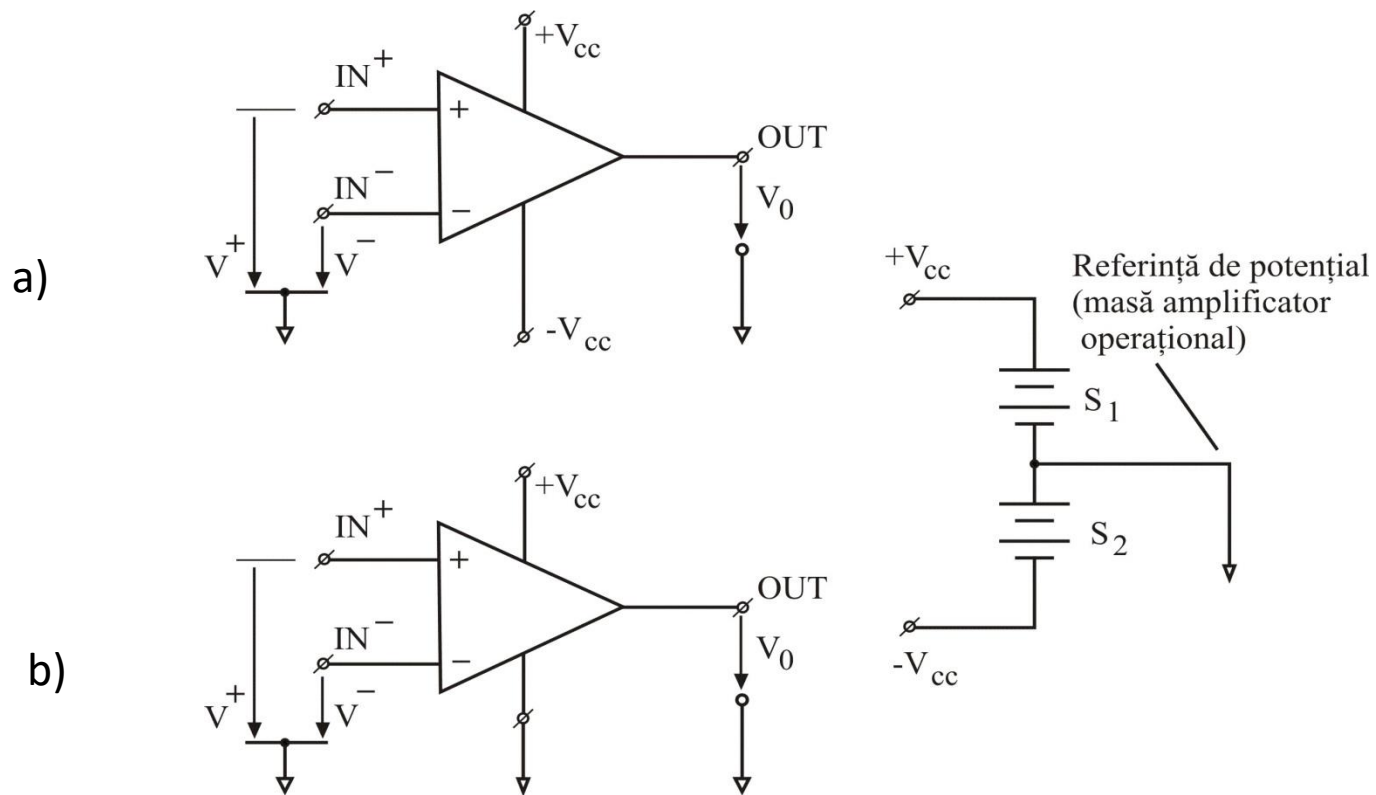 a)
+Vcc
IN+
+
IN−
−
V+
V−
OUT
V0
-Vcc
+Vcc
Referință de potențial
(masă amplificator
operațional)
S1
S2
-Vcc
b)
+Vcc
IN+
+
IN−
−
V+
V−
OUT
V0